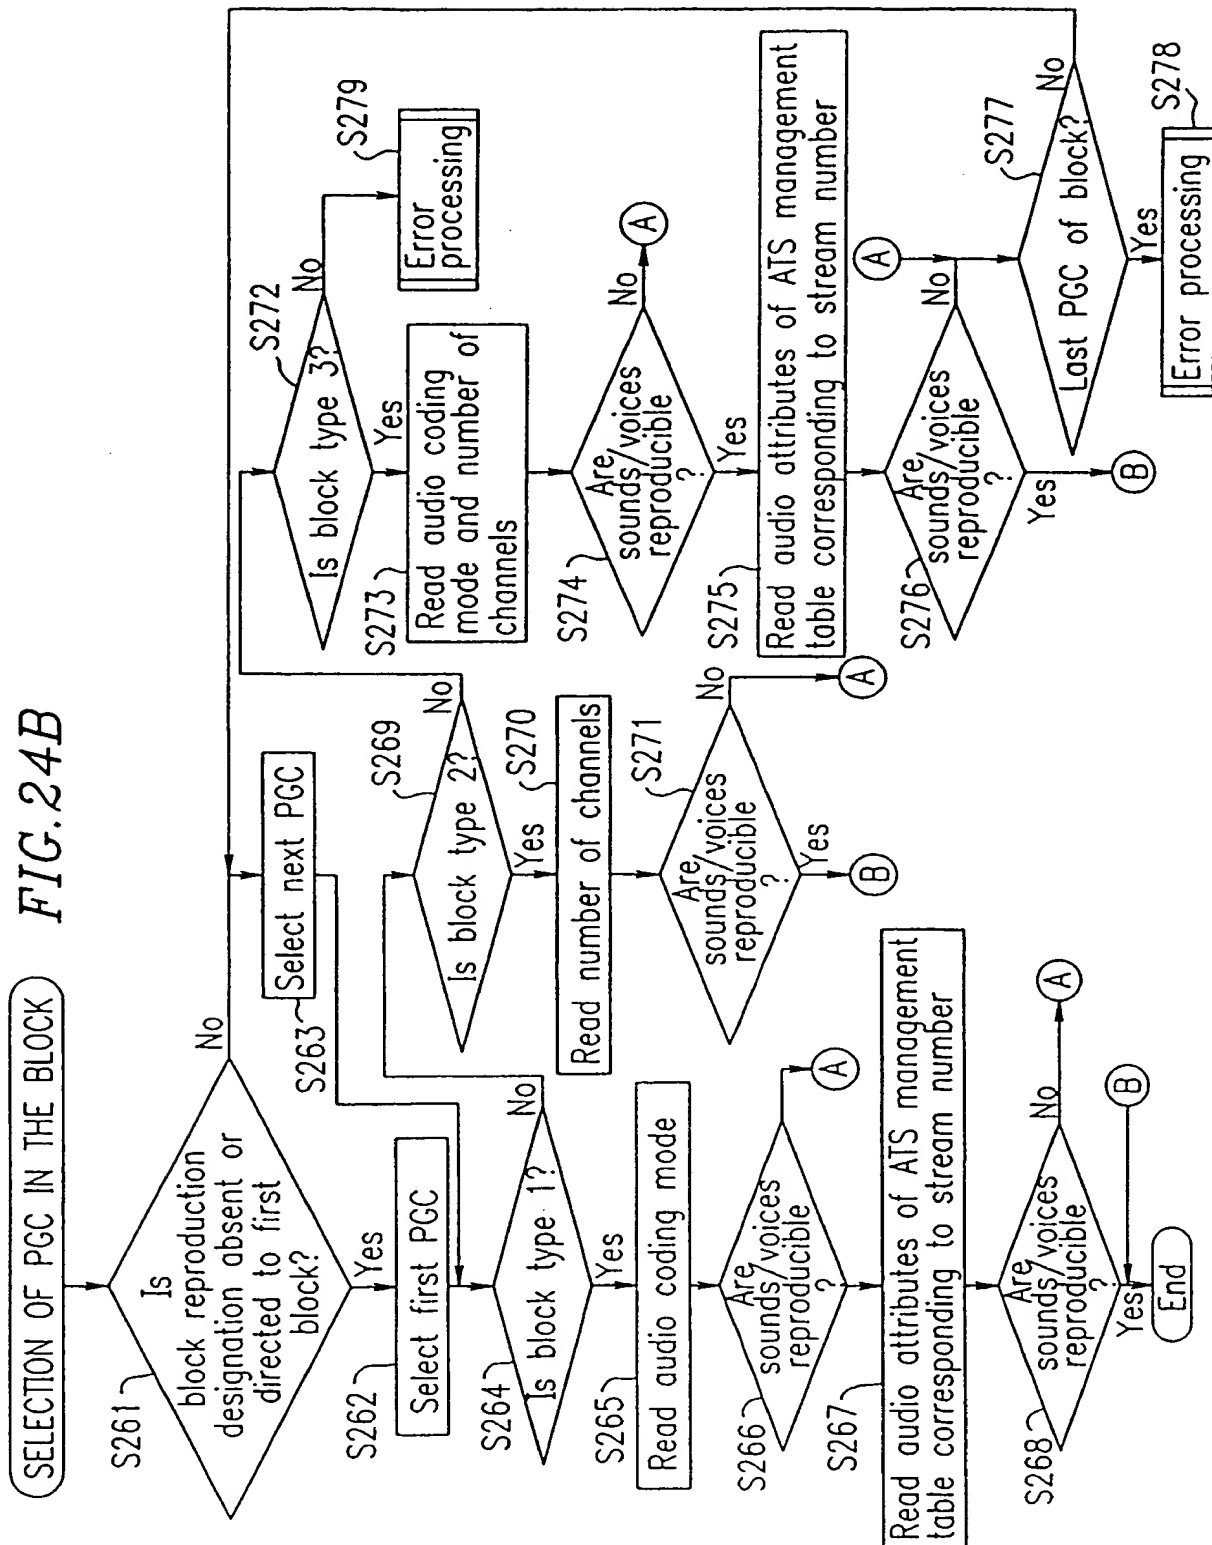 FIG.24B
SELECTION OF PGC IN THE BLOCK
S261
Is
block reproduction
designation absent or
directed to first
block?
No
Yes
S262
Select first PGC
S263
Select next PGC
S264
Is block type 1?
No
Yes
S265
Read audio coding mode
S266
Are
sounds/voices
reproducible
?
A
S267
Read audio attributes of ATS management
table corresponding to stream number
S268
Are
sounds/voices
reproducible
?
No
A
Yes
B
End
S269
Is block type 2?
No
Yes
S270
Read number of channels
S271
Are
sounds/voices
reproducible
?
No
A
Yes
B
S272
Is block type 3?
No
Yes
S279
Error
processing
S273
Read audio coding
mode and number of
channels
S274
Are
sounds/voices
reproducible
?
No
A
Yes
S275
Read audio attributes of ATS management
table corresponding to stream number
S276
Are
sounds/voices
reproducible
?
No
Yes
B
A
S277
Last PGC of block?
No
Yes
S278
Error processing